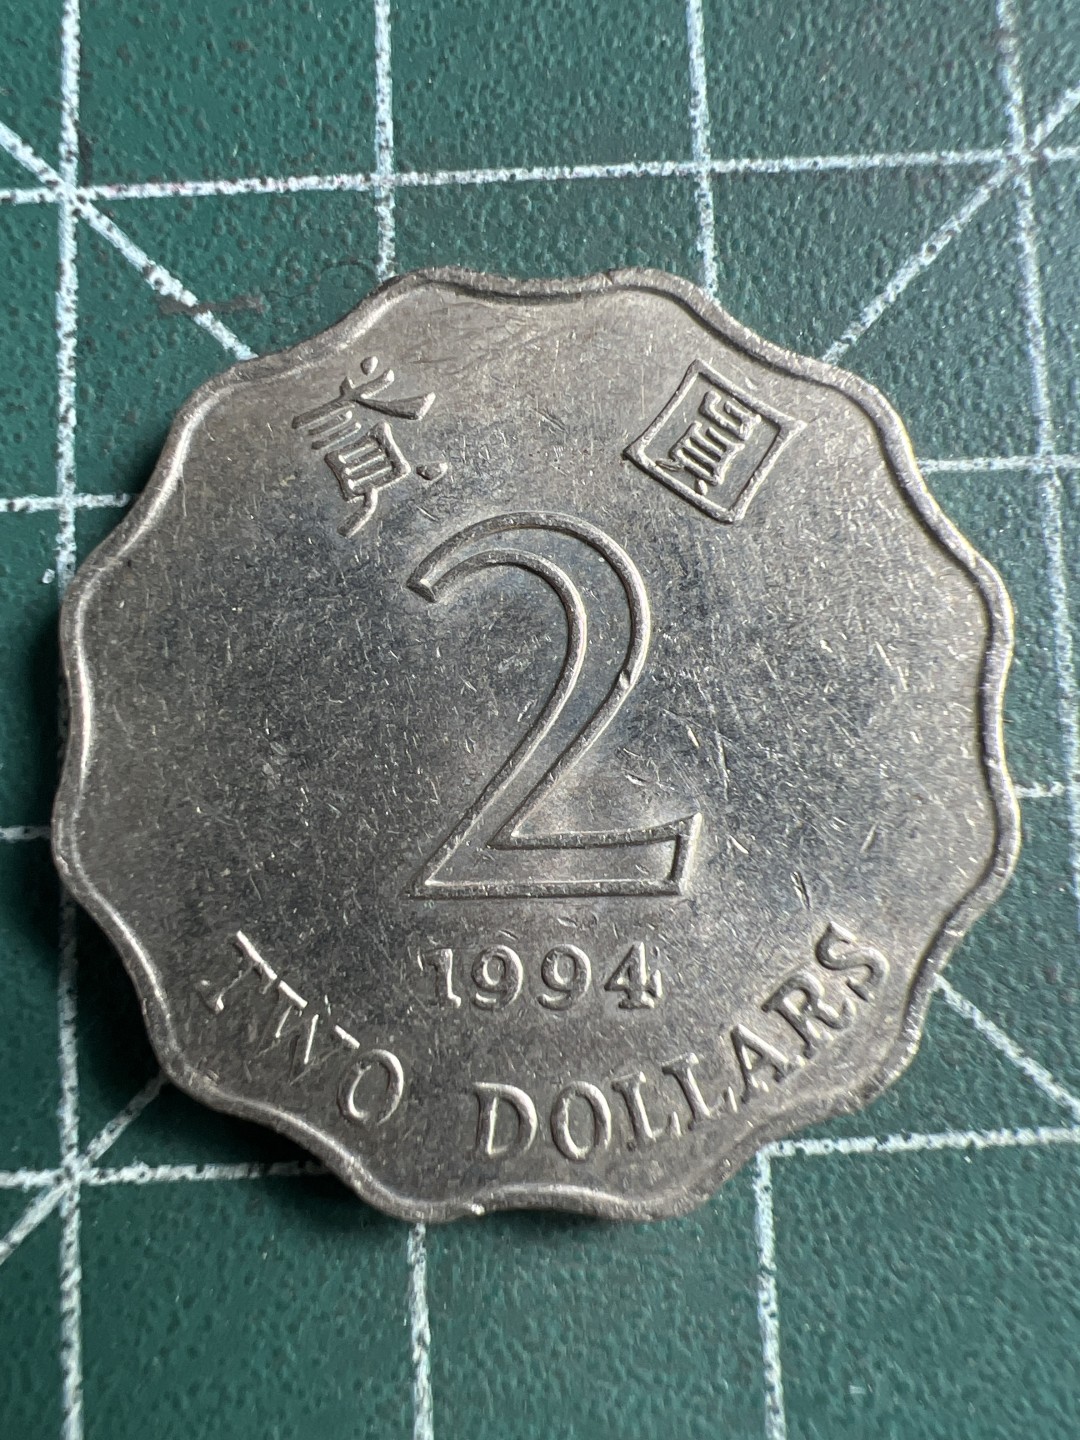 貳 圓
2
1994
TWO DOLLARS